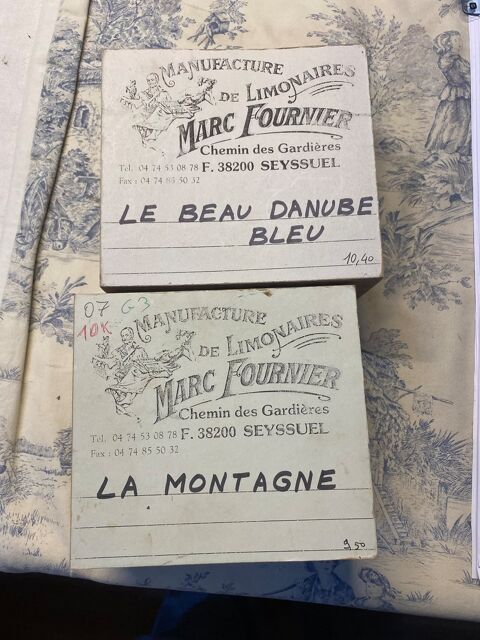 MANUFACTURE
DE LIMONAIRES
MARC FOURNIER
Chemin des Gardières
Tel. 04 74 53 08 78 F. 38200 SEYSSUEL
Fax : 04 74 85 50 32
LE BEAU DANUBE
BLEU
10,40
07 G3
10K
MANUFACTURE
DE LIMONAIRES
MARC FOURNIER
Chemin des Gardières
Tel. 04 74 53 08 78 F. 38200 SEYSSUEL
Fax : 04 74 85 50 32
LA MONTAGNE
9,50